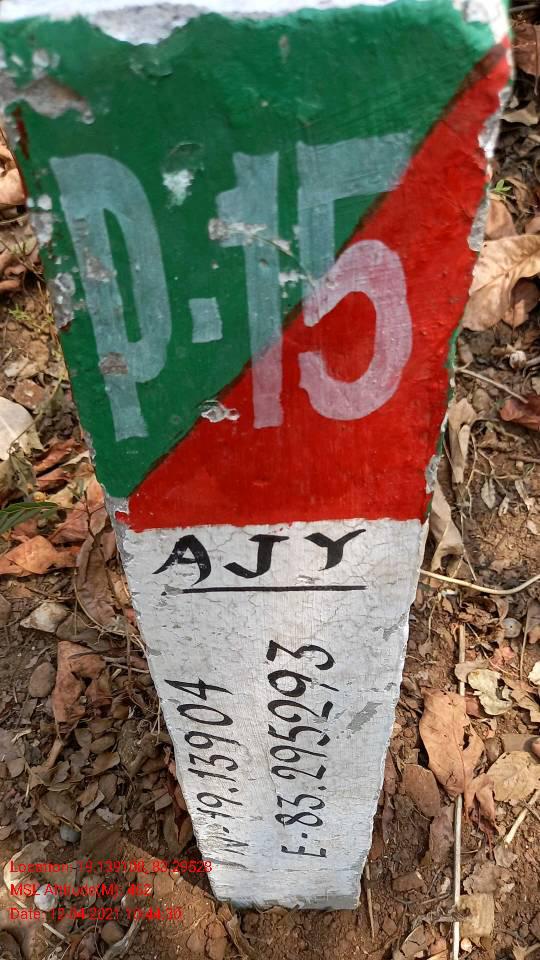 P-15
AJY
N-19.13904
E-83.295293
Location: 19.139106, 83.29528
MSL Altitude(M): 462
Date: 12-04-2021 10:44:30